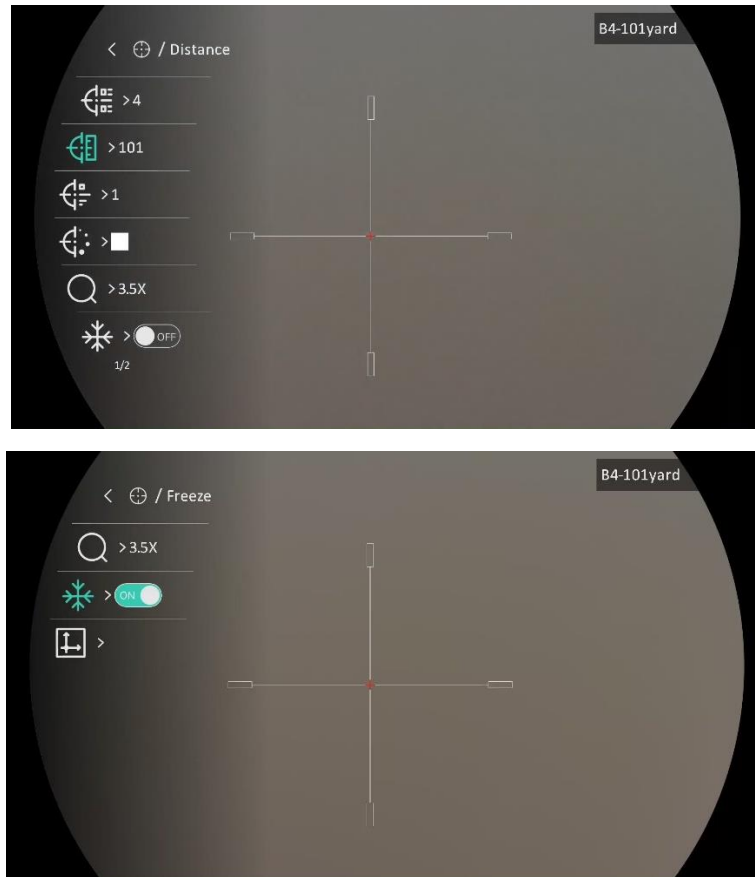 B4-101yard
< / Distance
>4
>101
>1
>
>3.5X
> OFF
1/2
B4-101yard
< / Freeze
>3.5X
> ON
>